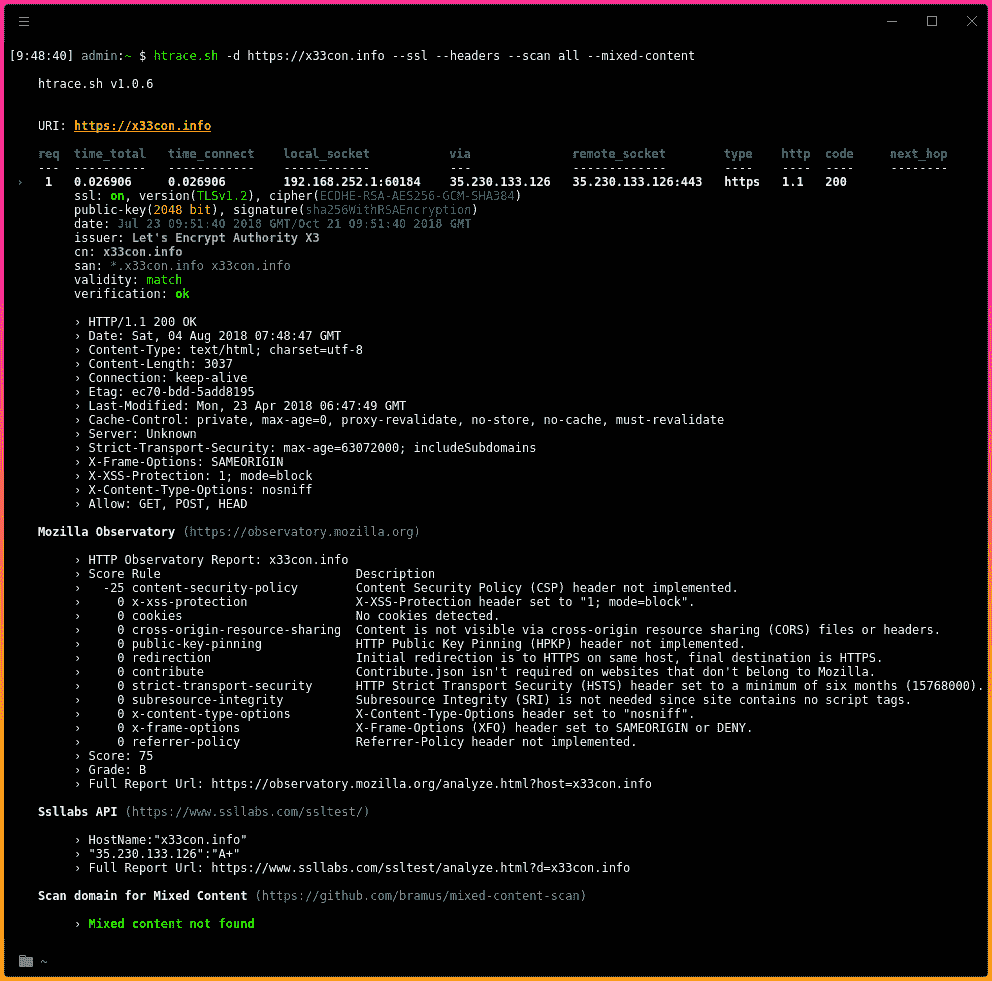 [9:48:40] admin:~ $ htrace.sh -d https://x33con.info --ssl --headers --scan all --mixed-content
htrace.sh v1.0.6
URI: https://x33con.info
req time_total time_connect local_socket via remote_socket type http code next_hop
--- ---------- ------------ ------------ --- ------------- ---- ---- ---- --------
› 1 0.026906 0.026906 192.168.252.1:60184 35.230.133.126 35.230.133.126:443 https 1.1 200
ssl: on, version(TLSv1.2), cipher(ECDHE-RSA-AES256-GCM-SHA384)
public-key(2048 bit), signature(sha256WithRSAEncryption)
date: Jul 23 09:51:40 2018 GMT/Oct 21 09:51:40 2018 GMT
issuer: Let's Encrypt Authority X3
cn: x33con.info
san: *.x33con.info x33con.info
validity: match
verification: ok
› HTTP/1.1 200 OK
› Date: Sat, 04 Aug 2018 07:48:47 GMT
› Content-Type: text/html; charset=utf-8
› Content-Length: 3037
› Connection: keep-alive
› Etag: ec70-bdd-5add8195
› Last-Modified: Mon, 23 Apr 2018 06:47:49 GMT
› Cache-Control: private, max-age=0, proxy-revalidate, no-store, no-cache, must-revalidate
› Server: Unknown
› Strict-Transport-Security: max-age=63072000; includeSubdomains
› X-Frame-Options: SAMEORIGIN
› X-XSS-Protection: 1; mode=block
› X-Content-Type-Options: nosniff
› Allow: GET, POST, HEAD
Mozilla Observatory (https://observatory.mozilla.org)
› HTTP Observatory Report: x33con.info
› Score Rule Description
› -25 content-security-policy Content Security Policy (CSP) header not implemented.
› 0 x-xss-protection X-XSS-Protection header set to "1; mode=block".
› 0 cookies No cookies detected.
› 0 cross-origin-resource-sharing Content is not visible via cross-origin resource sharing (CORS) files or headers.
› 0 public-key-pinning HTTP Public Key Pinning (HPKP) header not implemented.
› 0 redirection Initial redirection is to HTTPS on same host, final destination is HTTPS.
› 0 contribute Contribute.json isn't required on websites that don't belong to Mozilla.
› 0 strict-transport-security HTTP Strict Transport Security (HSTS) header set to a minimum of six months (15768000).
› 0 subresource-integrity Subresource Integrity (SRI) is not needed since site contains no script tags.
› 0 x-content-type-options X-Content-Type-Options header set to "nosniff".
› 0 x-frame-options X-Frame-Options (XFO) header set to SAMEORIGIN or DENY.
› 0 referrer-policy Referrer-Policy header not implemented.
› Score: 75
› Grade: B
› Full Report Url: https://observatory.mozilla.org/analyze.html?host=x33con.info
Ssllabs API (https://www.ssllabs.com/ssltest/)
› HostName:"x33con.info"
› "35.230.133.126":"A+"
› Full Report Url: https://www.ssllabs.com/ssltest/analyze.html?d=x33con.info
Scan domain for Mixed Content (https://github.com/bramus/mixed-content-scan)
› Mixed content not found
~